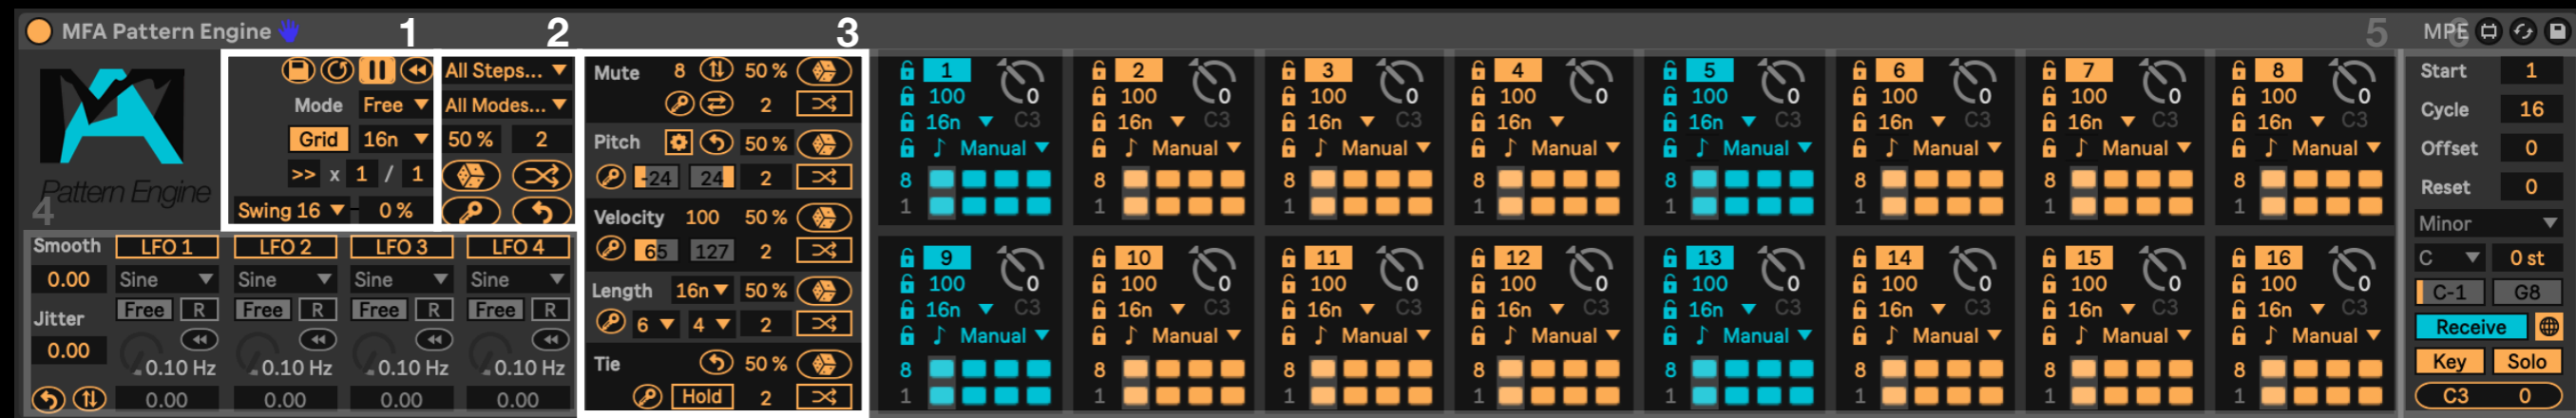 MFA Pattern Engine 1 2 3 5 MPE 6
Pattern Engine
4
Mode Free
Grid 16n
>> x 1 / 1
Swing 16 0 %
All Steps...
All Modes...
50 % 2
Mute 8 50 %
2
Pitch 50 %
-24 24 2
Velocity 100 50 %
65 127 2
Length 16n 50 %
6 4 2
Tie 50 %
Hold 2
Smooth LFO 1 LFO 2 LFO 3 LFO 4
0.00 Sine Sine Sine Sine
Free R Free R Free R Free R
Jitter
0.00 0.10 Hz 0.10 Hz 0.10 Hz 0.10 Hz
0.00 0.00 0.00 0.00
1 0 2 0 3 0 4 0 5 0 6 0 7 0 8 0
100 100 100 100 100 100 100 100
16n C3 16n C3 16n C3 16n 16n C3 16n C3 16n C3 16n C3
Manual Manual Manual Manual Manual Manual Manual Manual
8 8 8 8 8 8 8 8
1 1 1 1 1 1 1 1
9 0 10 0 11 0 12 0 13 0 14 0 15 0 16 0
100 100 100 100 100 100 100 100
16n C3 16n C3 16n C3 16n C3 16n C3 16n C3 16n C3 16n C3
Manual Manual Manual Manual Manual Manual Manual Manual
8 8 8 8 8 8 8 8
1 1 1 1 1 1 1 1
Start 1
Cycle 16
Offset 0
Reset 0
Minor
C 0 st
C-1 G8
Receive
Key Solo
C3 0